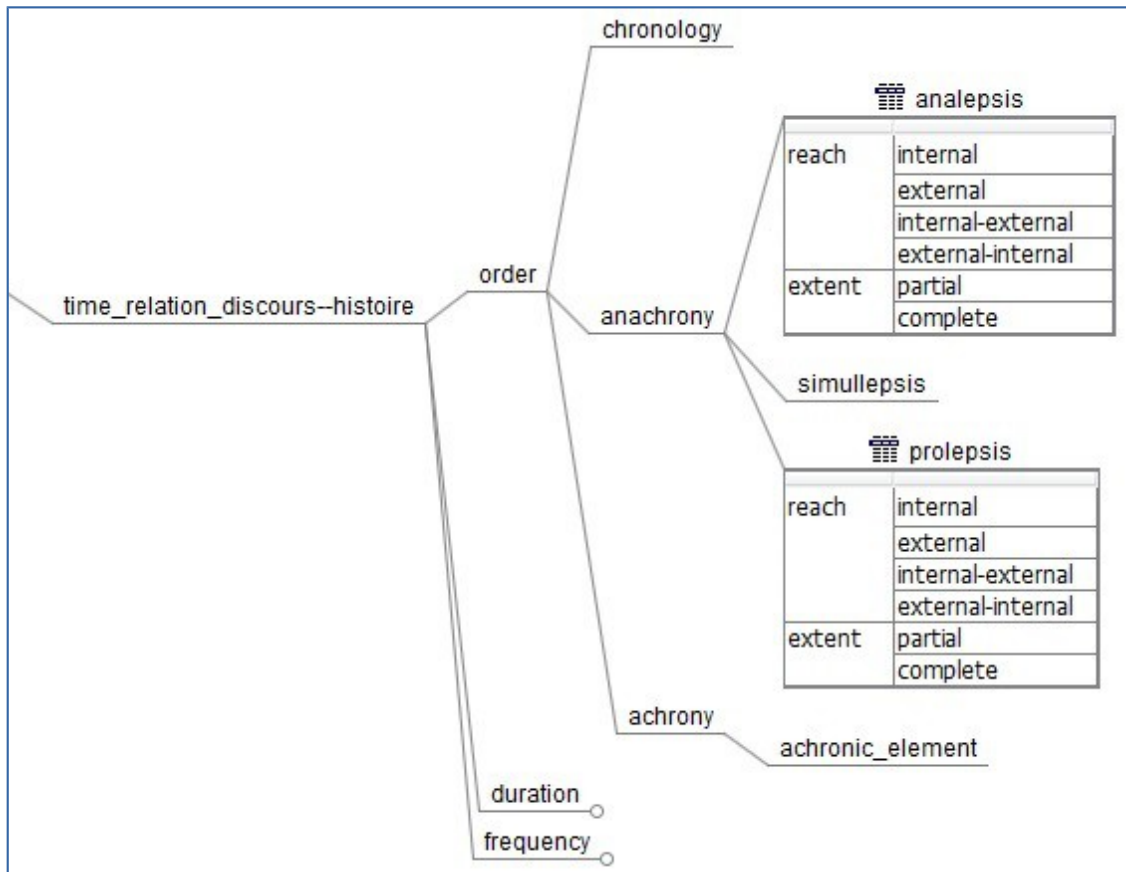 chronology
analepsis
reach internal
external
internal-external
external-internal
extent partial
complete
order
time_relation_discours--histoire
anachrony
simullepsis
prolepsis
reach internal
external
internal-external
external-internal
extent partial
complete
achrony
achronic_element
duration
frequency